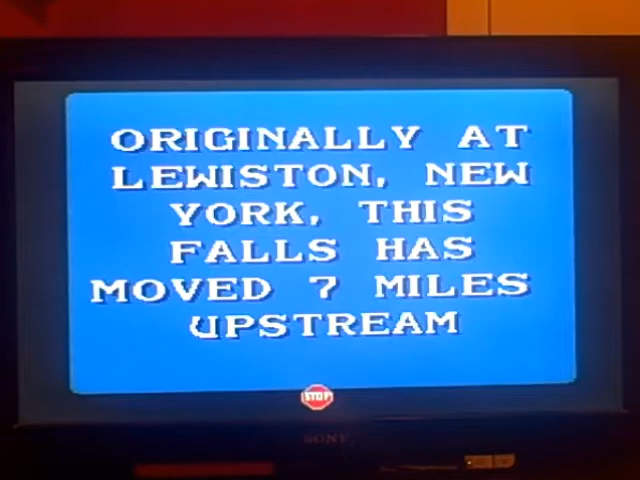 ORIGINALLY AT
LEWISTON, NEW
YORK, THIS
FALLS HAS
MOVED 7 MILES
UPSTREAM
STOP
SONY